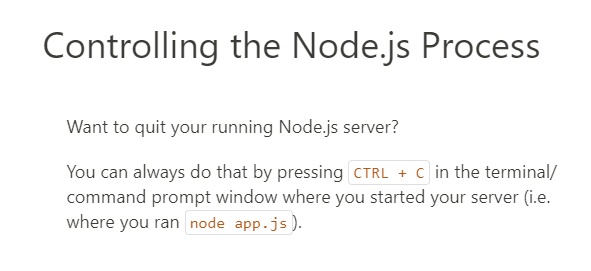 Controlling the Node.js Process
Want to quit your running Node.js server?
You can always do that by pressing CTRL + C in the terminal/
command prompt window where you started your server (i.e.
where you ran node app.js).